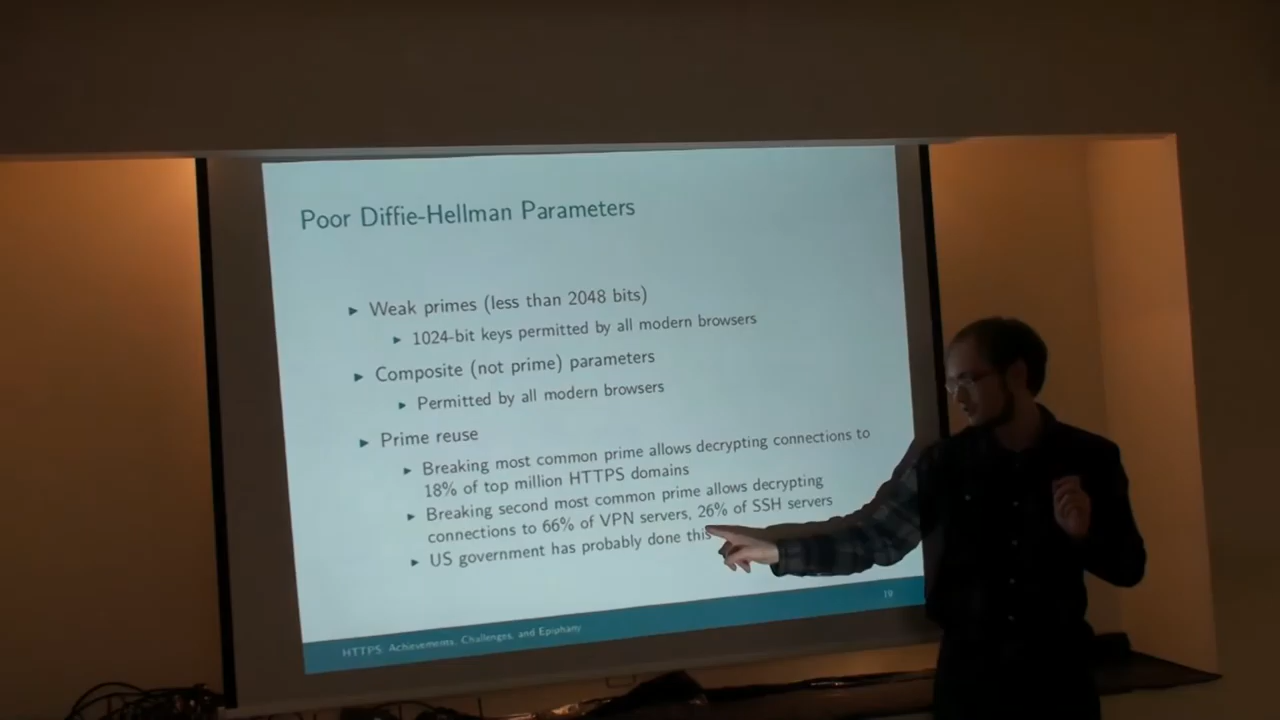 Poor Diffie-Hellman Parameters
▶ Weak primes (less than 2048 bits)
▶ 1024-bit keys permitted by all modern browsers
▶ Composite (not prime) parameters
▶ Permitted by all modern browsers
▶ Prime reuse
▶ Breaking most common prime allows decrypting connections to
18% of top million HTTPS domains
▶ Breaking second most common prime allows decrypting
connections to 66% of VPN servers, 26% of SSH servers
▶ US government has probably done this
19
HTTPS: Achievements, Challenges, and Epiphany